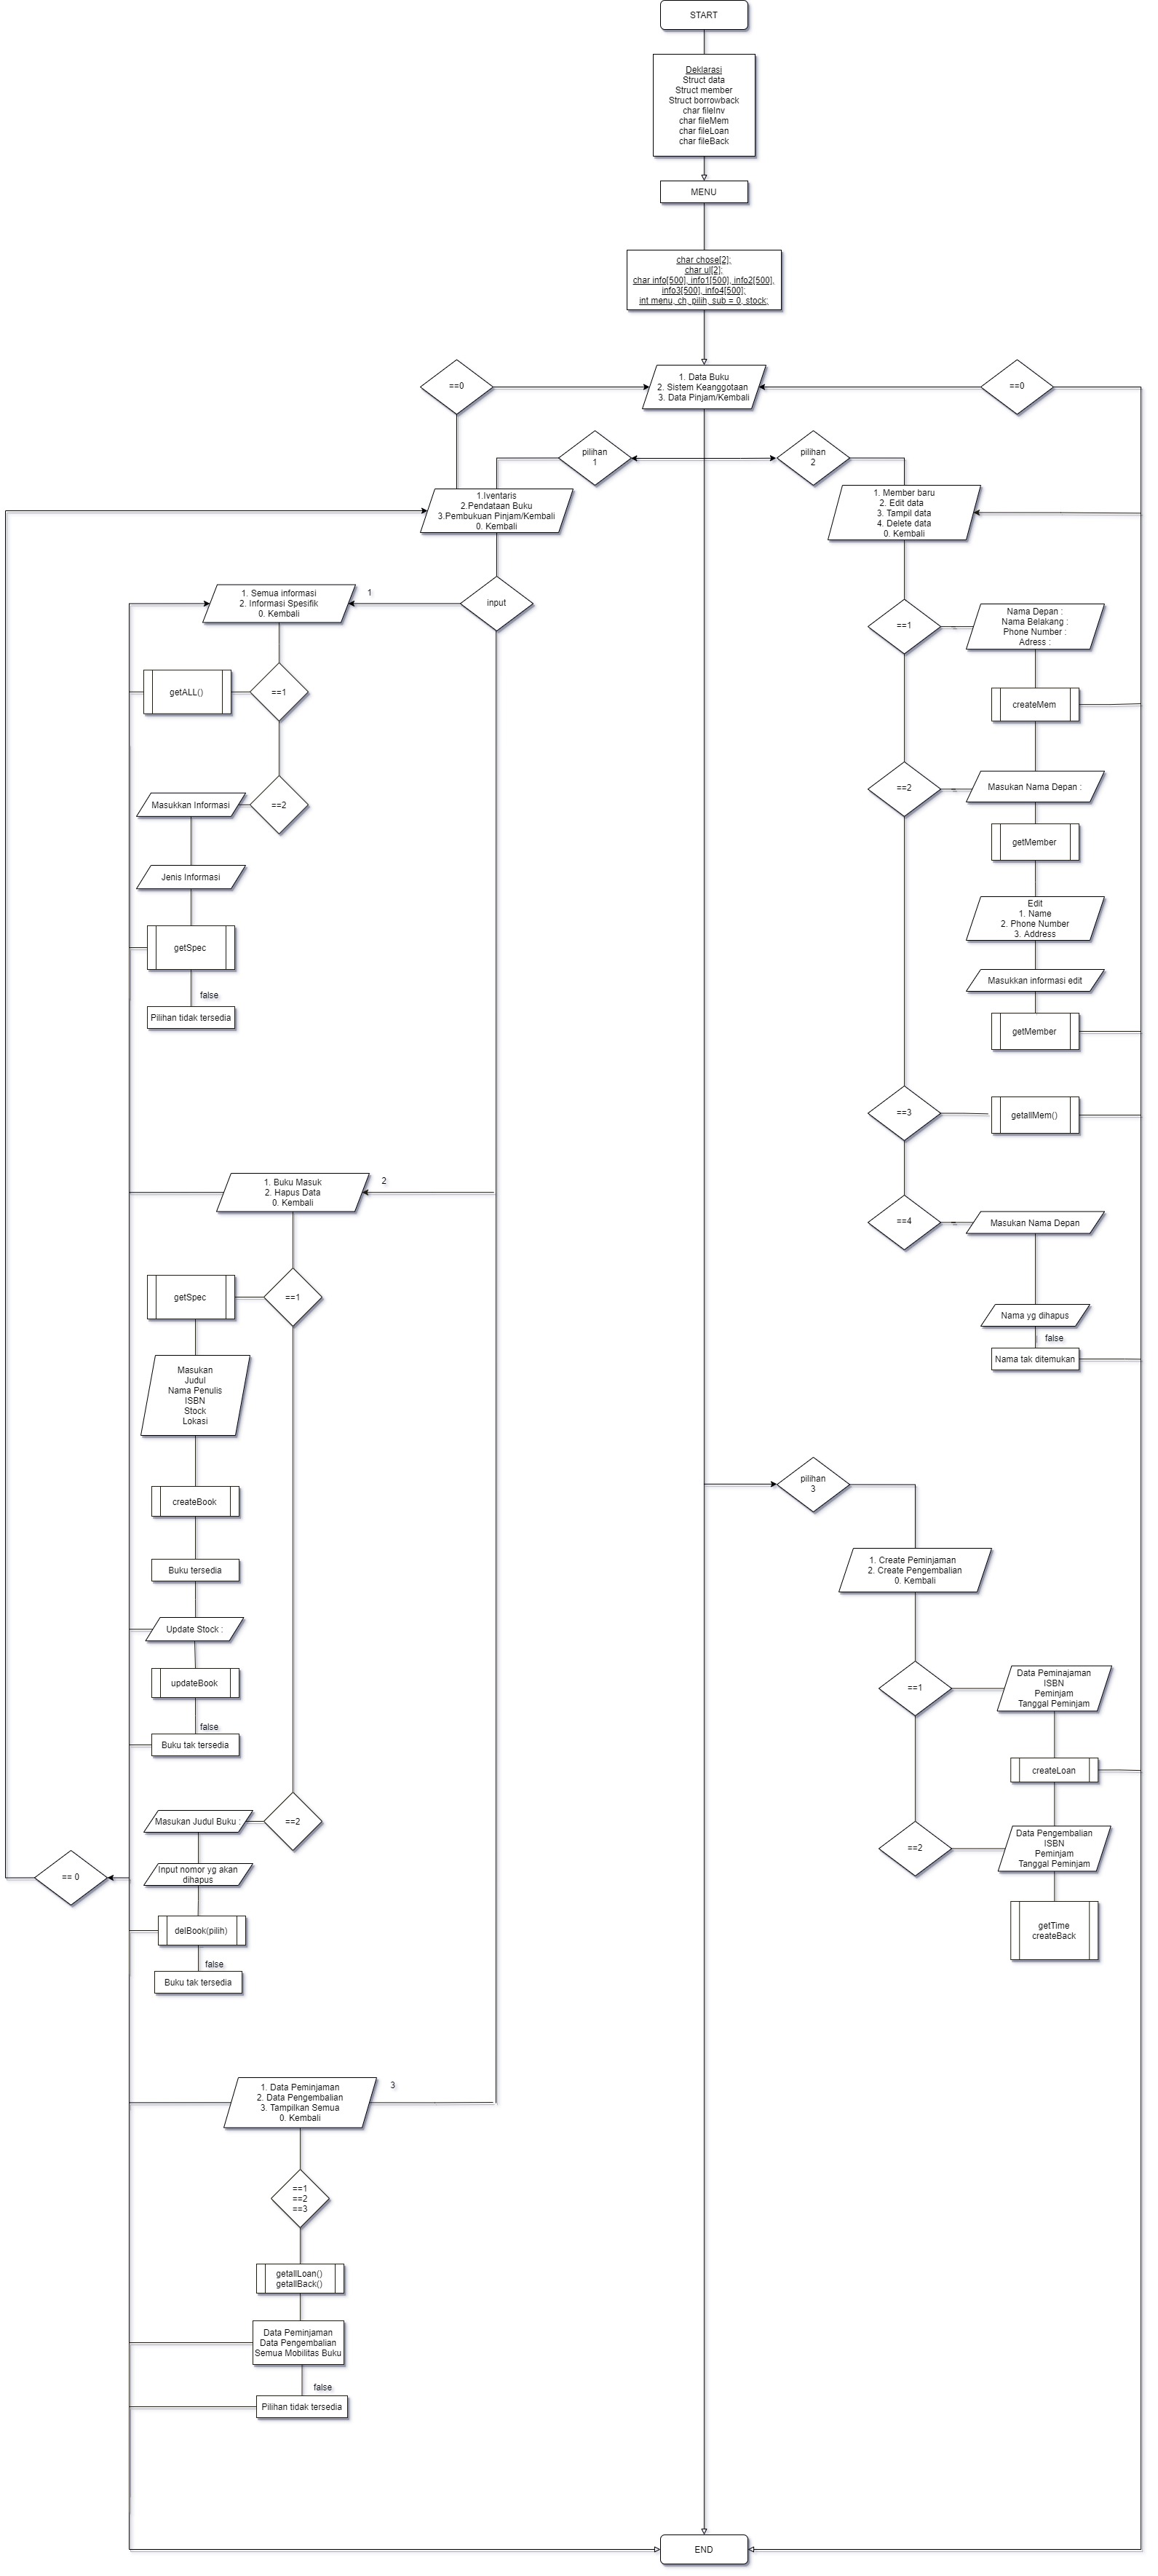 START
Deklarasi
Struct data
Struct member
Struct borrowback
char fileInv
char fileMem
char fileLoan
char fileBack
MENU
char chose[2];
char ul[2];
char info[500], info1[500], info2[500],
info3[500], info4[500];
int menu, ch, pilih, sub = 0, stock;
==0
1. Data Buku
2. Sistem Keanggotaan
3. Data Pinjam/Kembali
==0
pilihan
1
pilihan
2
1.Iventaris
2.Pendataan Buku
3.Pembukuan Pinjam/Kembali
0. Kembali
input
1
1. Semua informasi
2. Informasi Spesifik
0. Kembali
==1
getALL()
==2
Masukkan Informasi
Jenis Informasi
getSpec
false
Pilihan tidak tersedia
2
1. Buku Masuk
2. Hapus Data
0. Kembali
==1
getSpec
Masukan
Judul
Nama Penulis
ISBN
Stock
Lokasi
createBook
Buku tersedia
Update Stock :
updateBook
false
Buku tak tersedia
==2
Masukan Judul Buku :
Input nomor yg akan
dihapus
delBook(pilih)
false
Buku tak tersedia
== 0
3
1. Data Peminjaman
2. Data Pengembalian
3. Tampilkan Semua
0. Kembali
==1
==2
==3
getallLoan()
getallBack()
Data Peminjaman
Data Pengembalian
Semua Mobilitas Buku
false
Pilihan tidak tersedia
1. Member baru
2. Edit data
3. Tampil data
4. Delete data
0. Kembali
==1
Nama Depan :
Nama Belakang :
Phone Number :
Adress :
createMem
==2
Masukan Nama Depan :
getMember
Edit
1. Name
2. Phone Number
3. Address
Masukkan informasi edit
getMember
==3
getallMem()
==4
Masukan Nama Depan
Nama yg dihapus
false
Nama tak ditemukan
pilihan
3
1. Create Peminjaman
2. Create Pengembalian
0. Kembali
==1
Data Peminajaman
ISBN
Peminjam
Tanggal Peminjam
createLoan
==2
Data Pengembalian
ISBN
Peminjam
Tanggal Peminjam
getTime
createBack
END